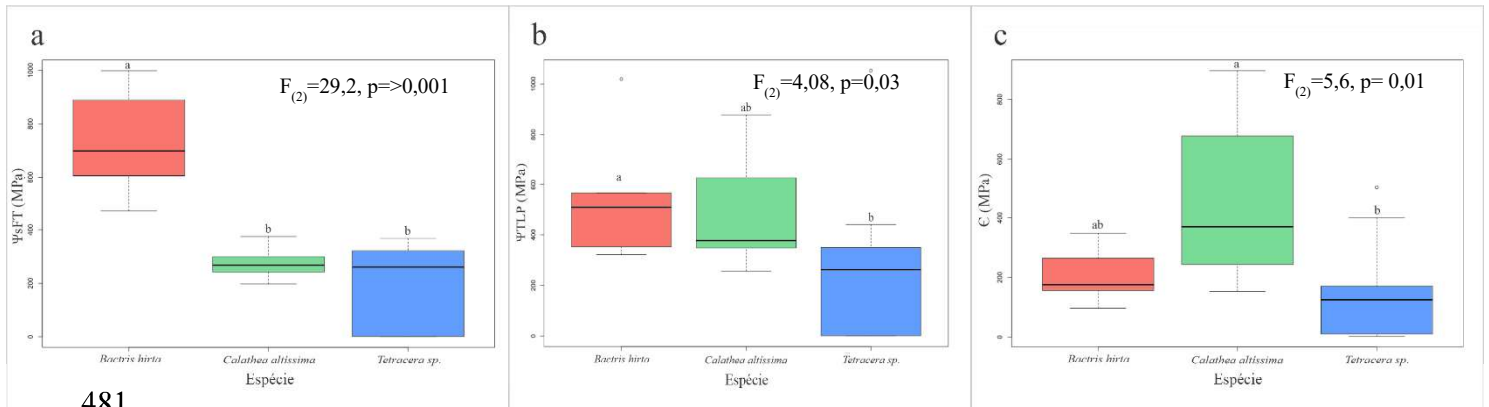 a
F(2)=29,2, p=>0,001
ΨsFT (MPa)
1000
800
600
400
200
0
a
b
b
Bactris hirta
Calathea altíssima
Tetracera sp.
Espécie
b
F(2)=4,08, p=0,03
ΨTLP (MPa)
1000
800
600
400
200
0
a
ab
b
Bactris hirta
Calathea altíssima
Tetracera sp.
Espécie
c
F(2)=5,6, p= 0,01
Є (MPa)
800
600
400
200
0
ab
a
b
Bactris hirta
Calathea altíssima
Tetracera sp.
Espécie
481